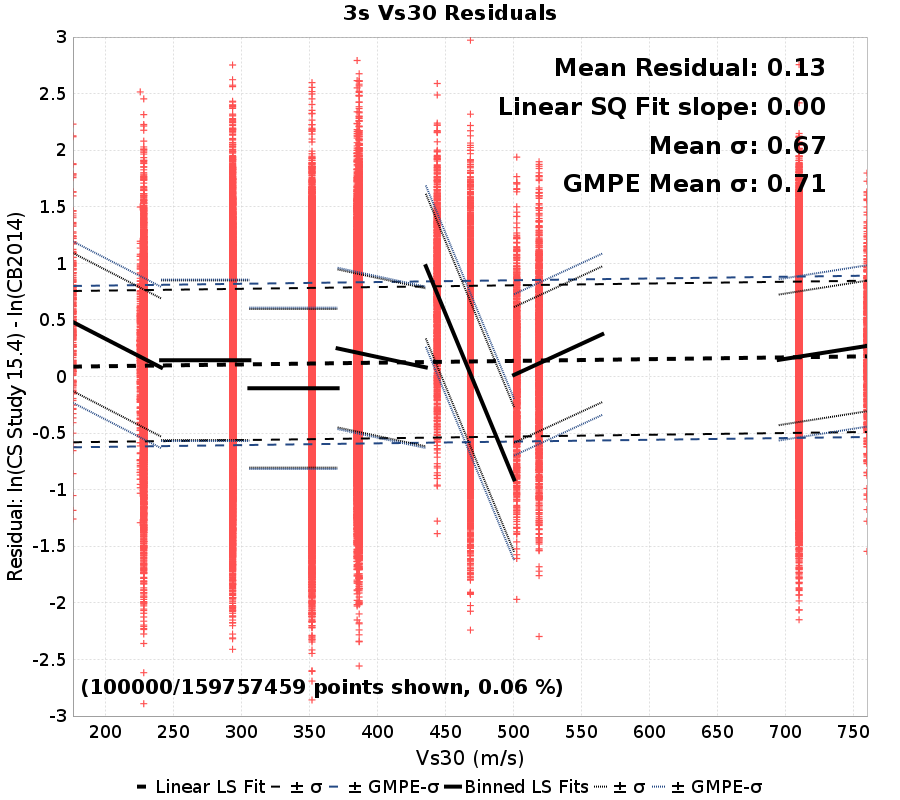 3s Vs30 Residuals
Mean Residual: 0.13
Linear SQ Fit slope: 0.00
Mean σ: 0.67
GMPE Mean σ: 0.71
Residual: ln(CS Study 15.4) - ln(CB2014)
3
2.5
2
1.5
1
0.5
0
-0.5
-1
-1.5
-2
-2.5
-3
(100000/159757459 points shown, 0.06 %)
200 250 300 350 400 450 500 550 600 650 700 750
Vs30 (m/s)
Linear LS Fit ± σ ± GMPE-σ Binned LS Fits ± σ ± GMPE-σ